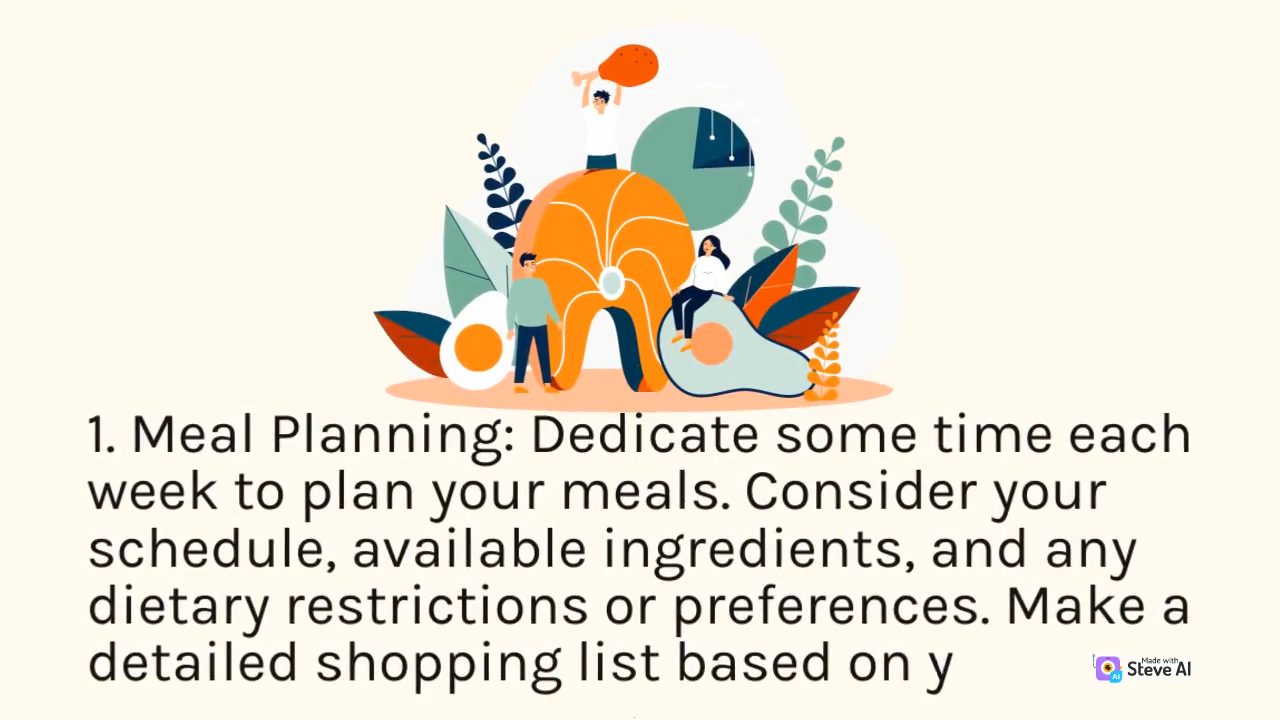 1. Meal Planning: Dedicate some time each
week to plan your meals. Consider your
schedule, available ingredients, and any
dietary restrictions or preferences. Make a
detailed shopping list based on y
Made with
Steve AI
AI